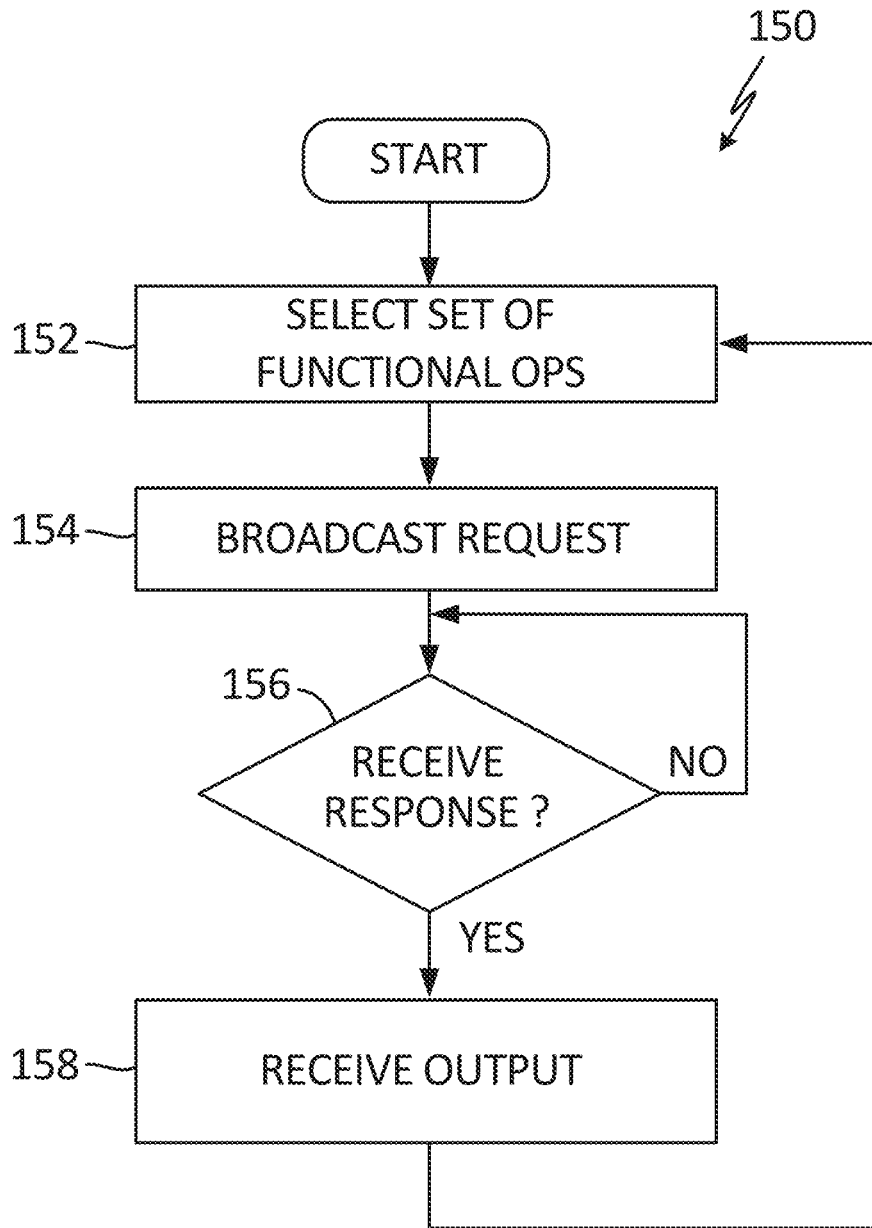 150
START
152
SELECT SET OF
FUNCTIONAL OPS
154
BROADCAST REQUEST
156
RECEIVE
RESPONSE ?
NO
YES
158
RECEIVE OUTPUT